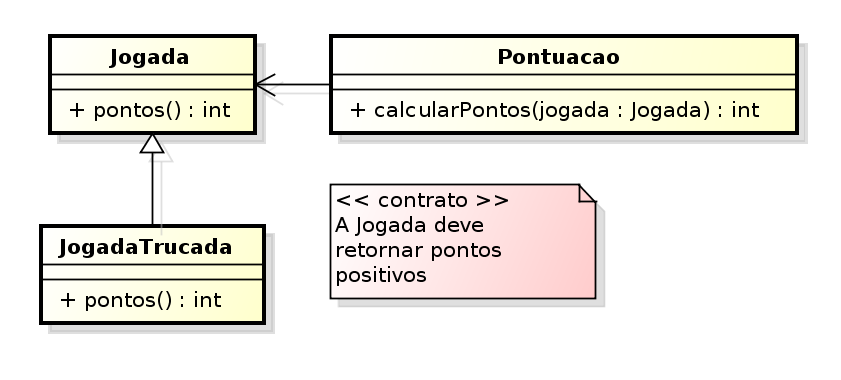 Jogada
+ pontos() : int
Pontuacao
+ calcularPontos(jogada : Jogada) : int
<< contrato >>
A Jogada deve
retornar pontos
positivos
JogadaTrucada
+ pontos() : int